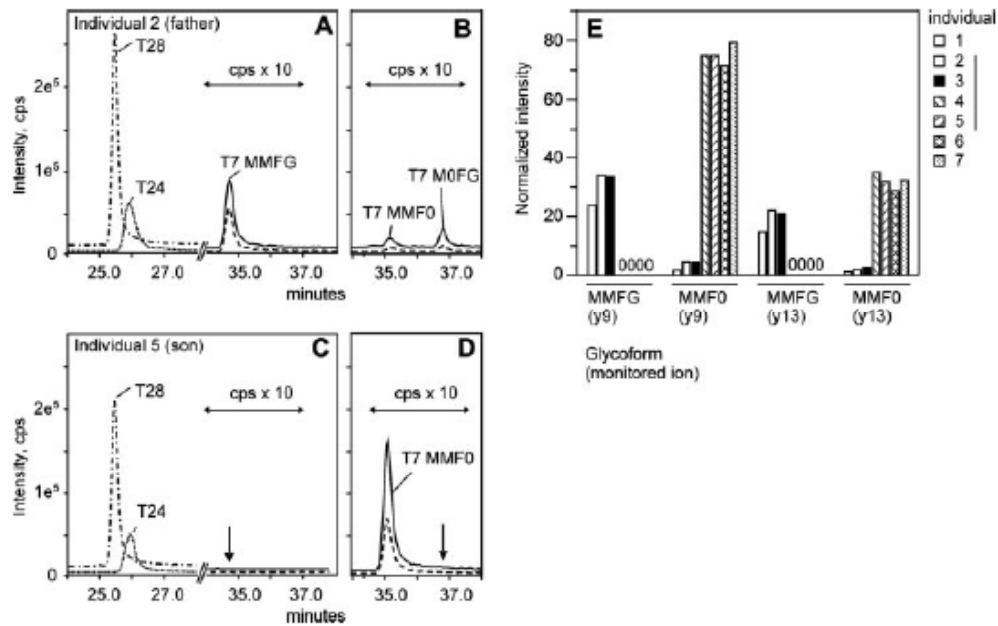 Individual 2 (father)
A
T28
cps x 10
2e⁵
T24
T7 MMFG
1e⁵
Intensity, cps
0
25.0 27.0 35.0 37.0
minutes
B
cps x 10
T7 M0FG
T7 MMF0
35.0 37.0
Individual 5 (son)
C
T28
cps x 10
2e⁵
1e⁵
T24
Intensity, cps
0
25.0 27.0 35.0 37.0
minutes
D
cps x 10
T7 MMF0
35.0 37.0
E
80
60
40
20
0
Normalized intensity
0000
0000
MMFG MMF0 MMFG MMF0
(y9) (y9) (y13) (y13)
Glycoform
(monitored ion)
indvidual
1
2
3
4
5
6
7